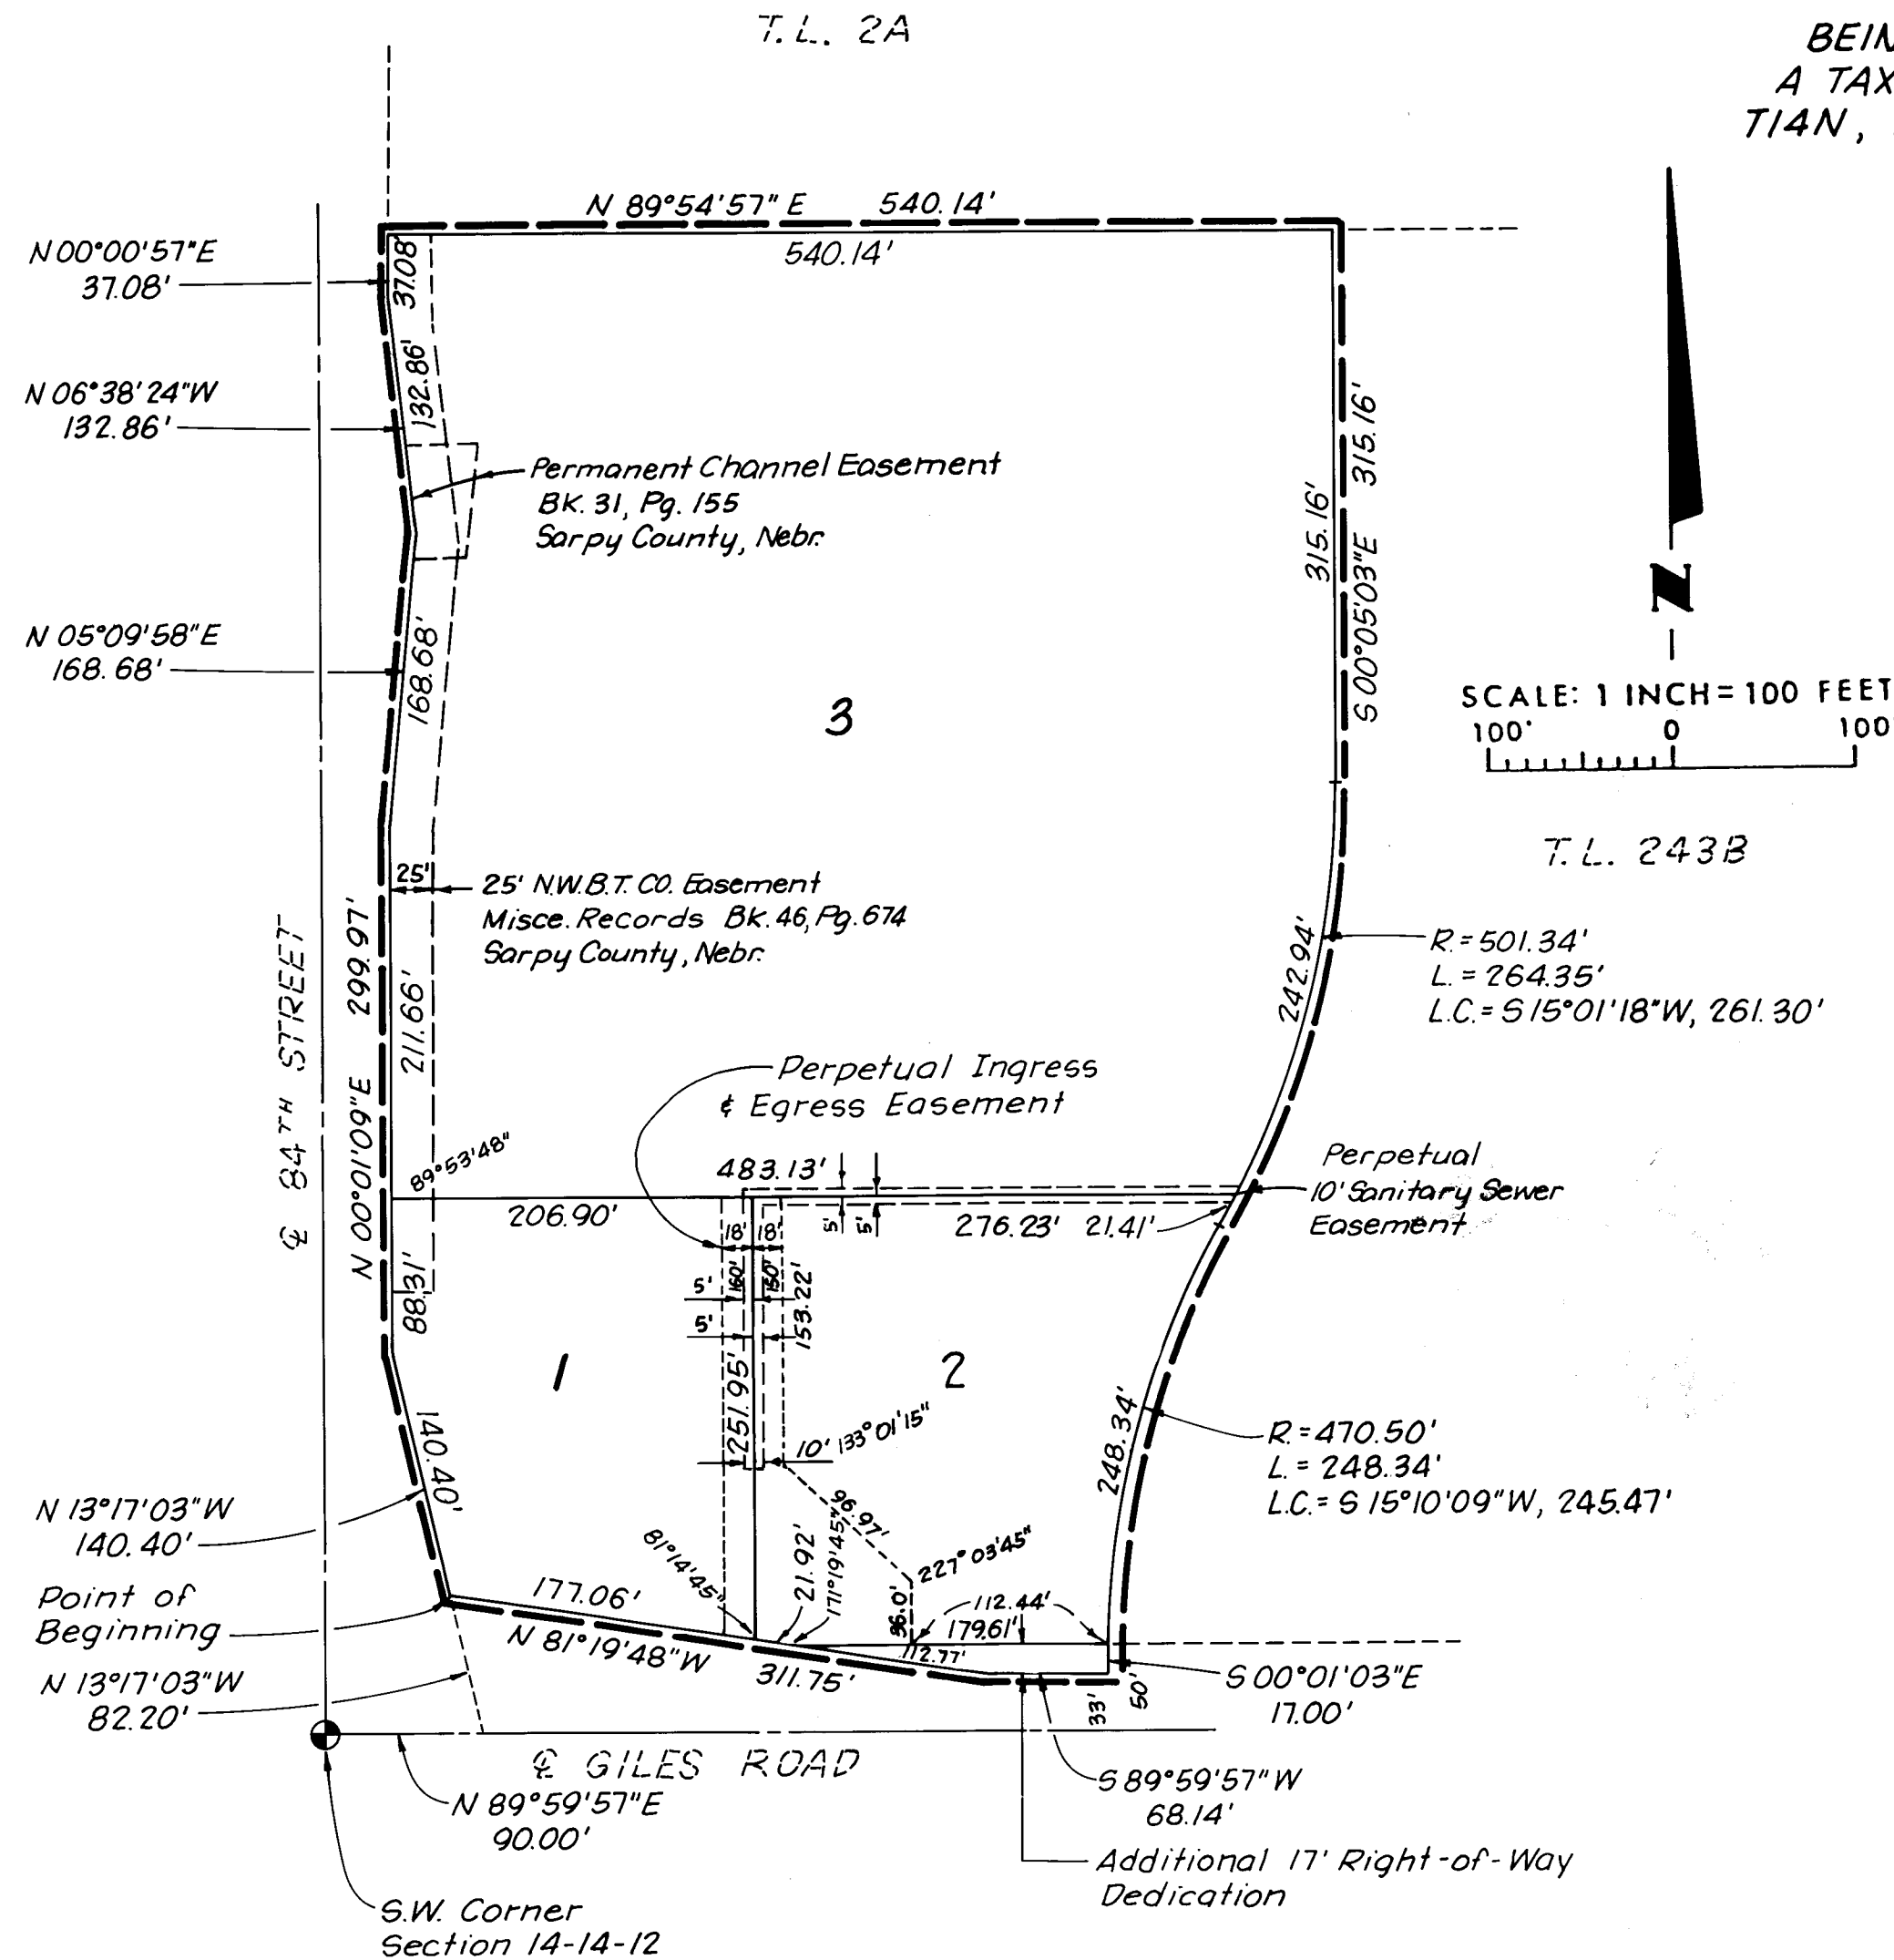 T.L. 2A
BEIN
A TAX
T14N,
N 89°54'57" E 540.14'
540.14'
N 00°00'57"E
37.08'
37.08'
N 06°38'24"W
132.86'
132.86'
Permanent Channel Easement
BK. 31, Pg. 155
Sarpy County, Nebr.
N 05°09'58"E
168.68'
168.68'
315.16'
S 00°05'03"E 315.16'
3
N
SCALE: 1 INCH = 100 FEET
100' 0 100'
T.L. 243B
25'
25' N.W.B.T. CO. Easement
Misce. Records Bk. 46, Pg. 674
Sarpy County, Nebr.
℄ 84TH STREET
N 00°01'09"E 299.97'
211.66'
242.94'
R.=501.34'
L.=264.35'
L.C.= S 15°01'18"W, 261.30'
Perpetual Ingress
& Egress Easement
89°53'48"
483.13'
206.90'
5'
5'
276.23' 21.41'
Perpetual
10' Sanitary Sewer
Easement
18' 18'
160'
150'
153.22'
5'
5'
88.31'
1
2
251.95'
10' 133°01'15"
248.34'
R.=470.50'
L.=248.34'
L.C.= S 15°10'09"W, 245.47'
140.40'
N 13°17'03"W
140.40'
96.97'
81°14'45"
21.92'
171°19'45"
227°03'45"
36.0'
112.44'
179.61'
112.77'
Point of
Beginning
177.06'
N 81°19'48"W
311.75'
N 13°17'03"W
82.20'
33'
50'
S 00°01'03"E
17.00'
℄ GILES ROAD
S 89°59'57"W
68.14'
N 89°59'57"E
90.00'
Additional 17' Right-of-Way
Dedication
S.W. Corner
Section 14-14-12